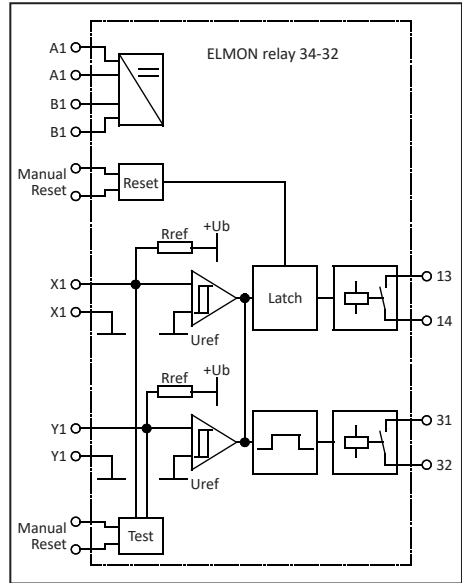 ELMON relay 34-32
A1
A1
B1
B1
Manual
Reset
Reset
Rref
+Ub
X1
X1
Uref
Latch
13
14
Rref
+Ub
Y1
Y1
Uref
31
32
Manual
Reset
Test